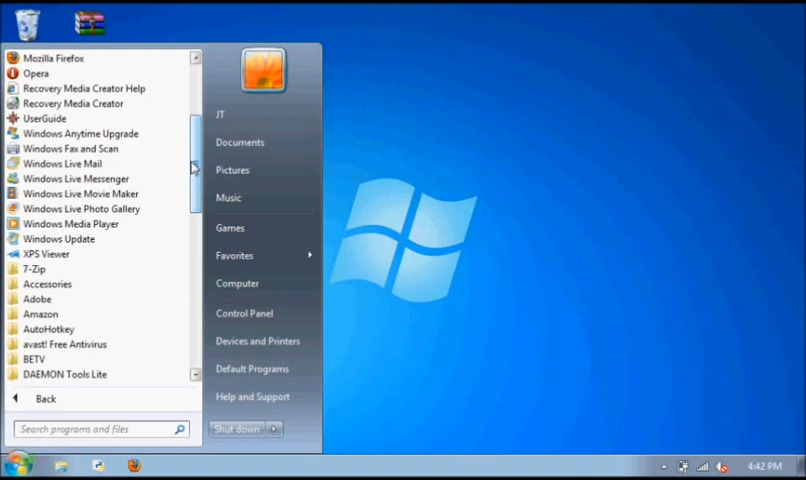 Mozilla Firefox
Opera
Recovery Media Creator Help
Recovery Media Creator
UserGuide
Windows Anytime Upgrade
Windows Fax and Scan
Windows Live Mail
Windows Live Messenger
Windows Live Movie Maker
Windows Live Photo Gallery
Windows Media Player
Windows Update
XPS Viewer
7-Zip
Accessories
Adobe
Amazon
AutoHotkey
avast! Free Antivirus
BETV
DAEMON Tools Lite
Back
Search programs and files
JT
Documents
Pictures
Music
Games
Favorites
Computer
Control Panel
Devices and Printers
Default Programs
Help and Support
Shut down
4:42 PM